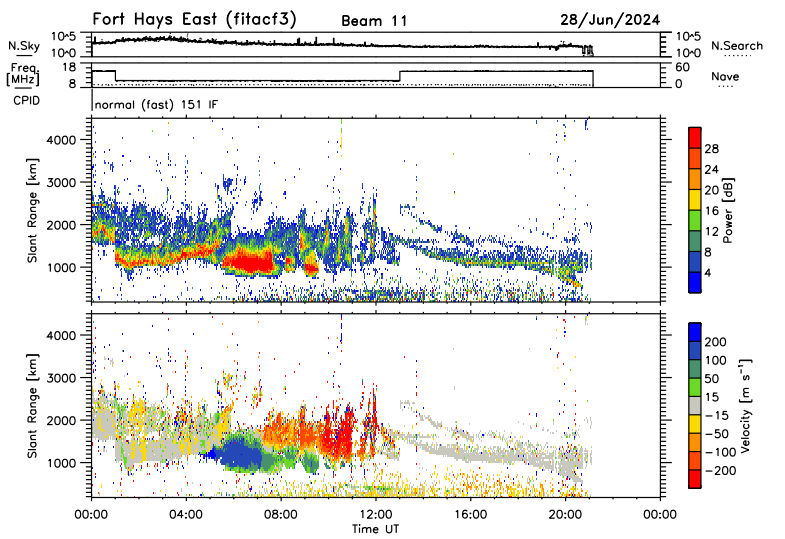 Fort Hays East (fitacf3) Beam 11 28/Jun/2024
N.Sky 10^5 10^0 10^5 10^0 N.Search
Freq. [MHz] 18 8 60 0 Nave
CPID normal (fast) 151 IF
Slant Range [km] 4000 3000 2000 1000
Power [dB] 28 24 20 16 12 8 4
Slant Range [km] 4000 3000 2000 1000
Velocity [m s⁻¹] 200 100 50 15 −15 −50 −100 −200
00:00 04:00 08:00 12:00 16:00 20:00 00:00
Time UT